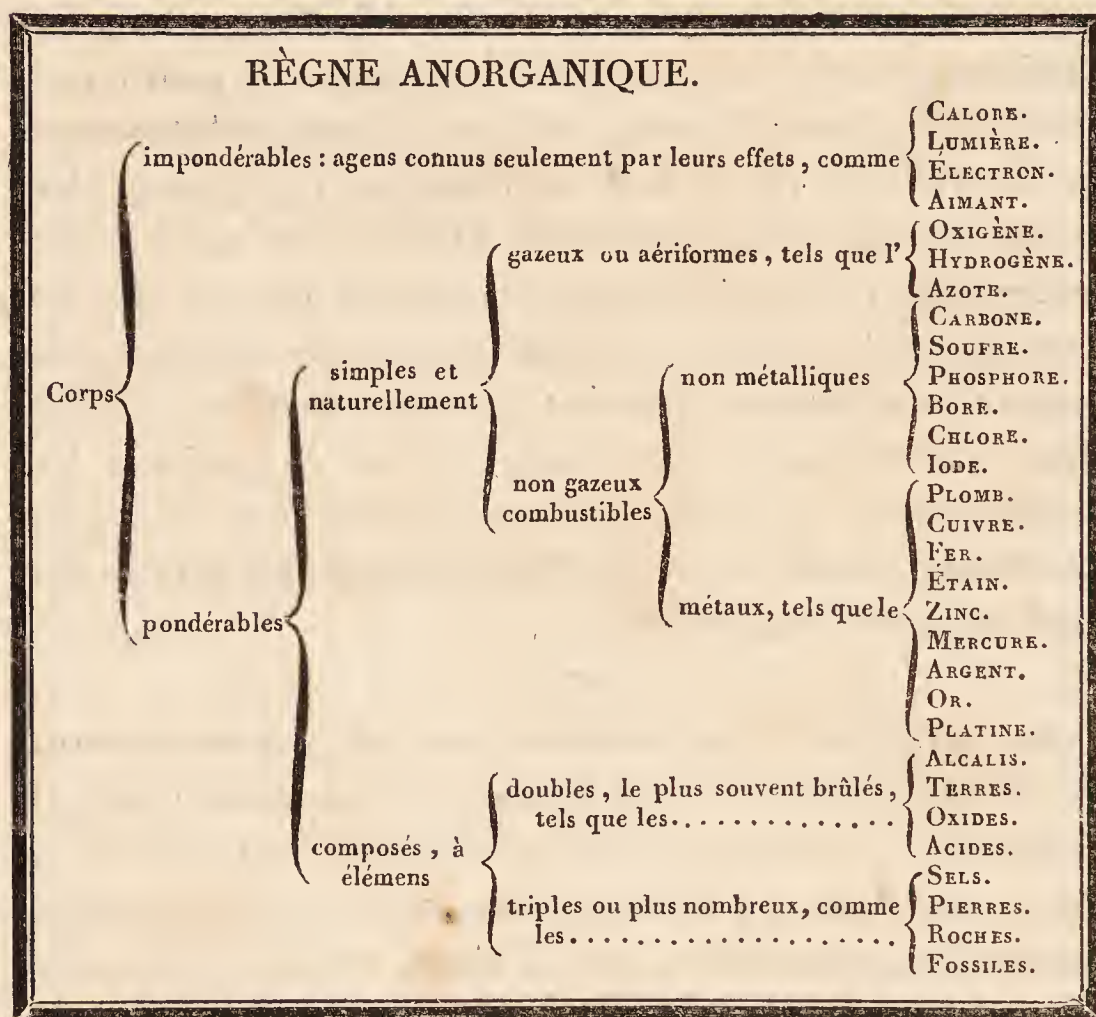 RÈGNE ANORGANIQUE.
Corps
impondérables : agens connus seulement par leurs effets, comme
CALORE.
LUMIÈRE.
ELECTRON.
AIMANT.
pondérables
simples et
naturellement
gazeux ou aériformes, tels que l'
OXIGÈNE.
HYDROGÈNE.
AZOTE.
non gazeux
combustibles
non métalliques
CARBONE.
SOUFRE.
PHOSPHORE.
BORE.
CHLORE.
IODE.
métaux, tels que le
PLOMB.
CUIVRE.
FER.
ÉTAIN.
ZINC.
MERCURE.
ARGENT.
OR.
PLATINE.
composés, à
élémens
doubles, le plus souvent brûlés,
tels que les..............
ALCALIS.
TERRES.
OXIDES.
ACIDES.
triples ou plus nombreux, comme
les....................
SELS.
PIERRES.
ROCHES.
FOSSILES.